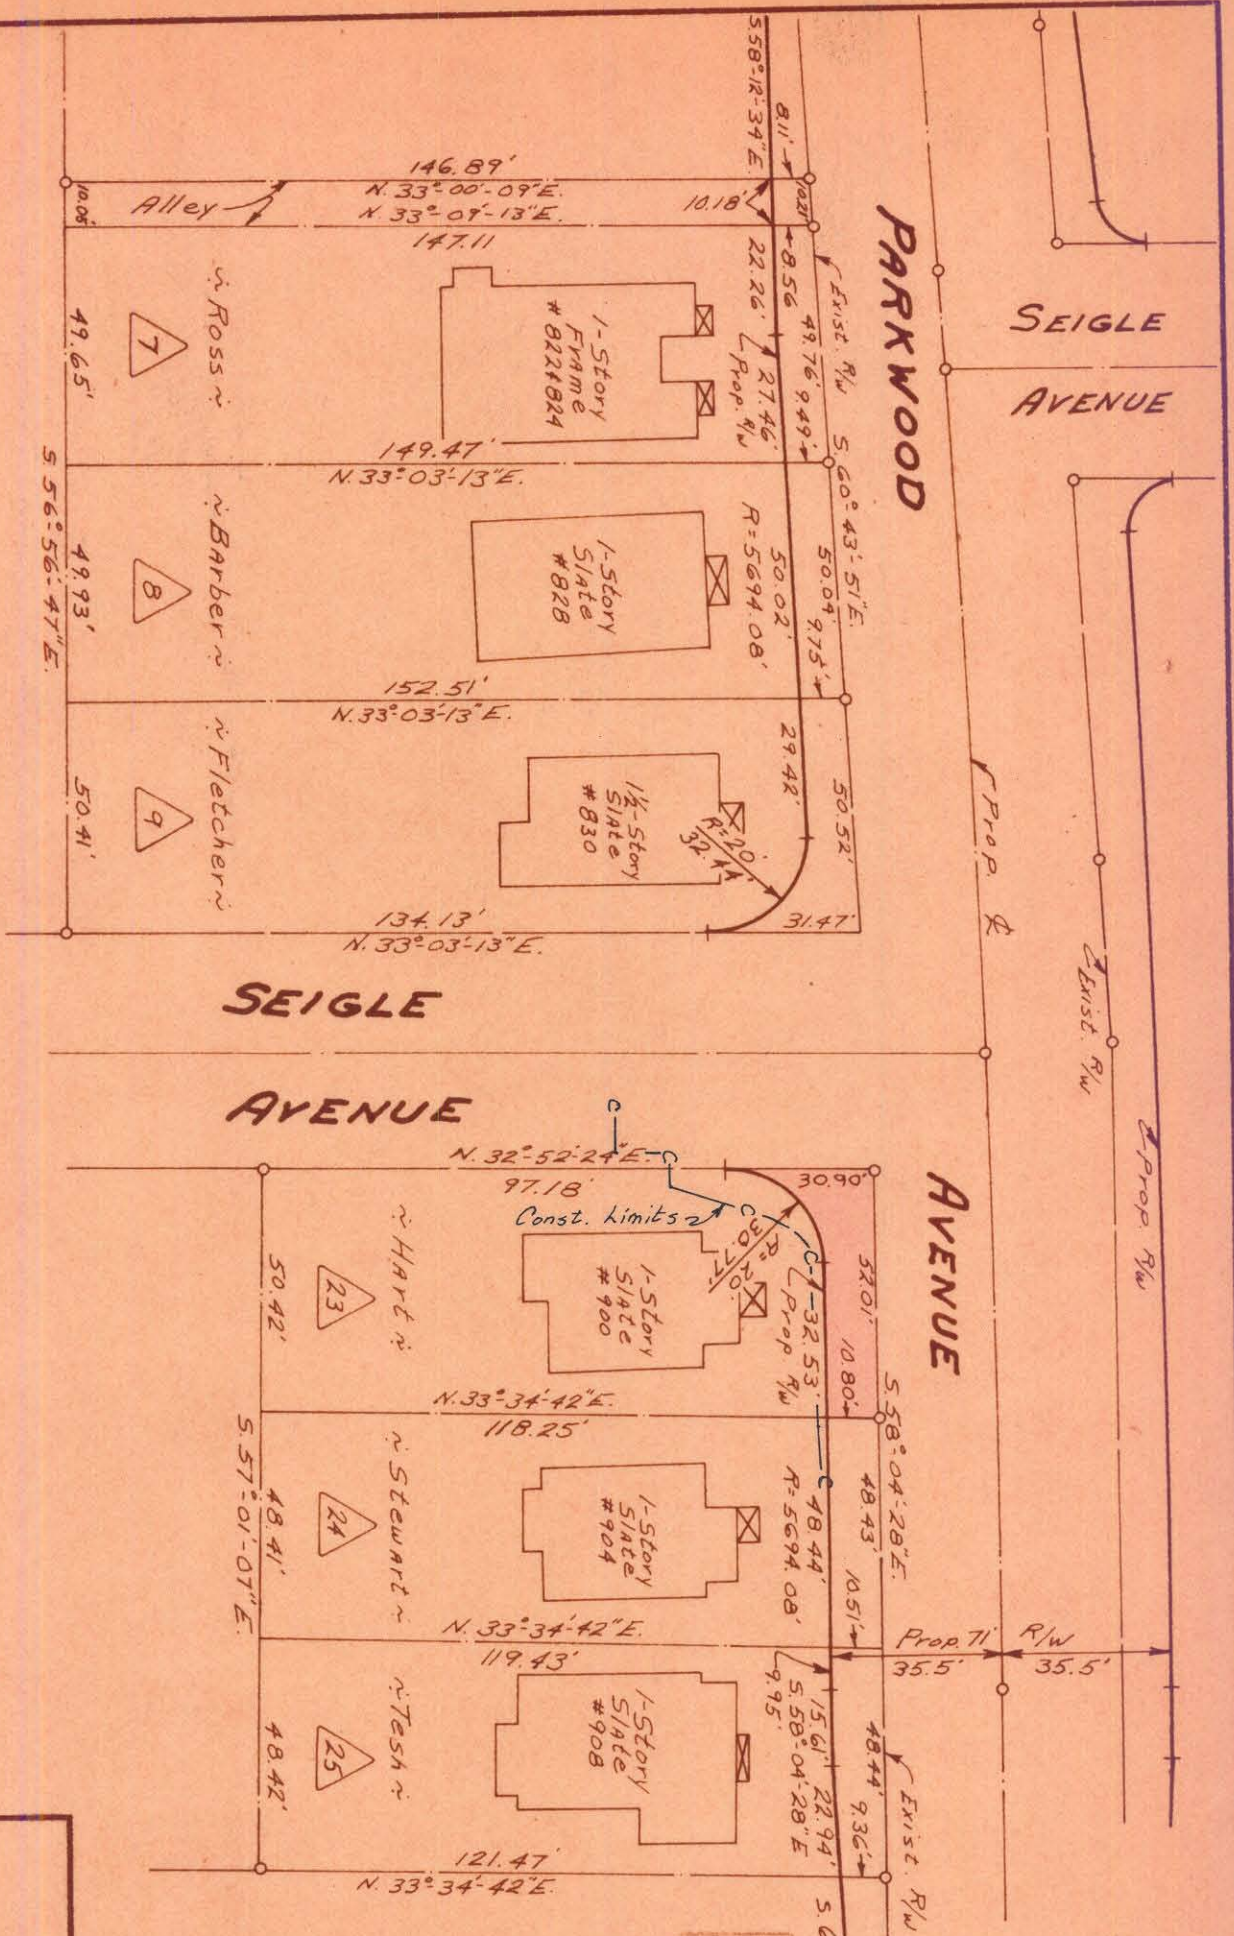 S.58°-12'-34"E.
8.11'
146.89'
N.33°-00'-09"E.
N.33°-09'-13"E.
147.11
Alley
10.08'
10.18'
10.21'
8.56
22.26'
Exist. R/W
49.76'
9.49'
27.46'
Prop. R/W
~Ross~
7
49.65'
1-Story
Frame
#822&824
149.47'
N.33°-03'-13"E.
S.60°-43'-51"E.
50.04'
9.75'
50.02'
R=5694.08'
~Barber~
8
49.93'
S.56°-56'-47"E.
1-Story
Slate
#828
152.51'
N.33°-03'-13"E.
~Fletcher~
9
50.41'
1½-Story
Slate
#830
29.42'
50.52'
R=20'
32.44'
31.47'
134.13'
N.33°-03'-13"E.
PARKWOOD
AVENUE
SEIGLE
AVENUE
Prop. ℄
Exist. R/W
Prop. R/W
SEIGLE
AVENUE
C
C
C
C
C
N.32°-52'-24"E.
97.18'
Const. Limits
30.90'
R=20'
30.77'
52.01'
32.53'
Prop. R/W
10.80'
~Hart~
23
50.42'
1-Story
Slate
#900
N.33°-34'-42"E.
118.25'
S.58°-04'-28"E.
48.43'
48.44'
R=5694.08'
10.51'
~Stewart~
24
48.41'
S.57°-01'-07"E.
1-Story
Slate
#904
N.33°-34'-42"E.
119.43'
Prop. 71' R/W
35.5'
35.5'
~Tesh~
25
48.42'
1-Story
Slate
#908
15.61'
22.94'
S.58°-04'-28"E
9.95'
48.44'
9.36'
Exist. R/W
121.47'
N.33°-34'-42"E.